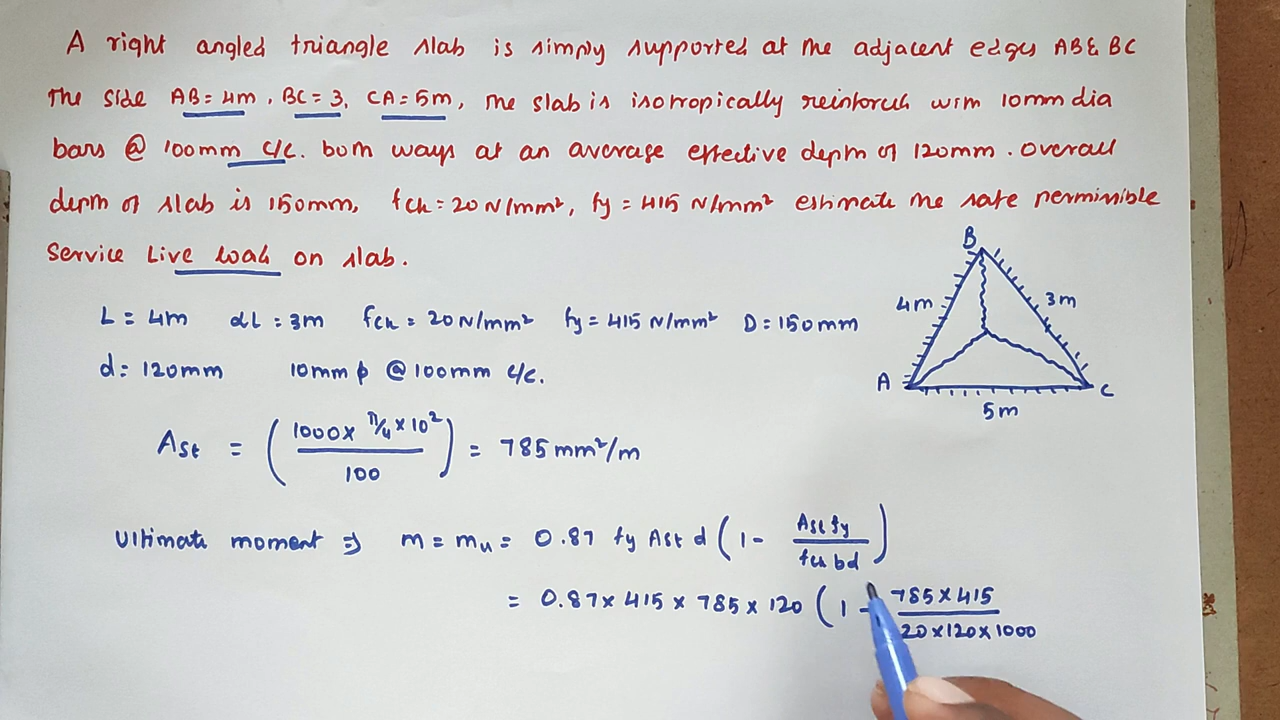 A right angled triangle slab is simply supported at the adjacent edges AB & BC
The side AB = 4m, BC = 3, CA = 5m, the slab is isotropically reinforced with 10mm dia
bars @ 100mm c/c. both ways at an average effective depth of 120mm. Overall
depth of slab is 150mm, fck = 20 N/mm², fy = 415 N/mm² estimate the safe permissible
Service Live load on slab.
B
4m
3m
A
C
5m
L = 4m αL = 3m fck = 20 N/mm² fy = 415 N/mm² D = 150mm
d = 120mm 10mm ϕ @ 100mm c/c.
Ast = (1000 × π/4 × 10² / 100) = 785 mm²/m
Ultimate moment ⇒ m = mu = 0.87 fy Ast d (1 - Ast fy / fck bd)
= 0.87 × 415 × 785 × 120 (1 - 785 × 415 / 20 × 120 × 1000